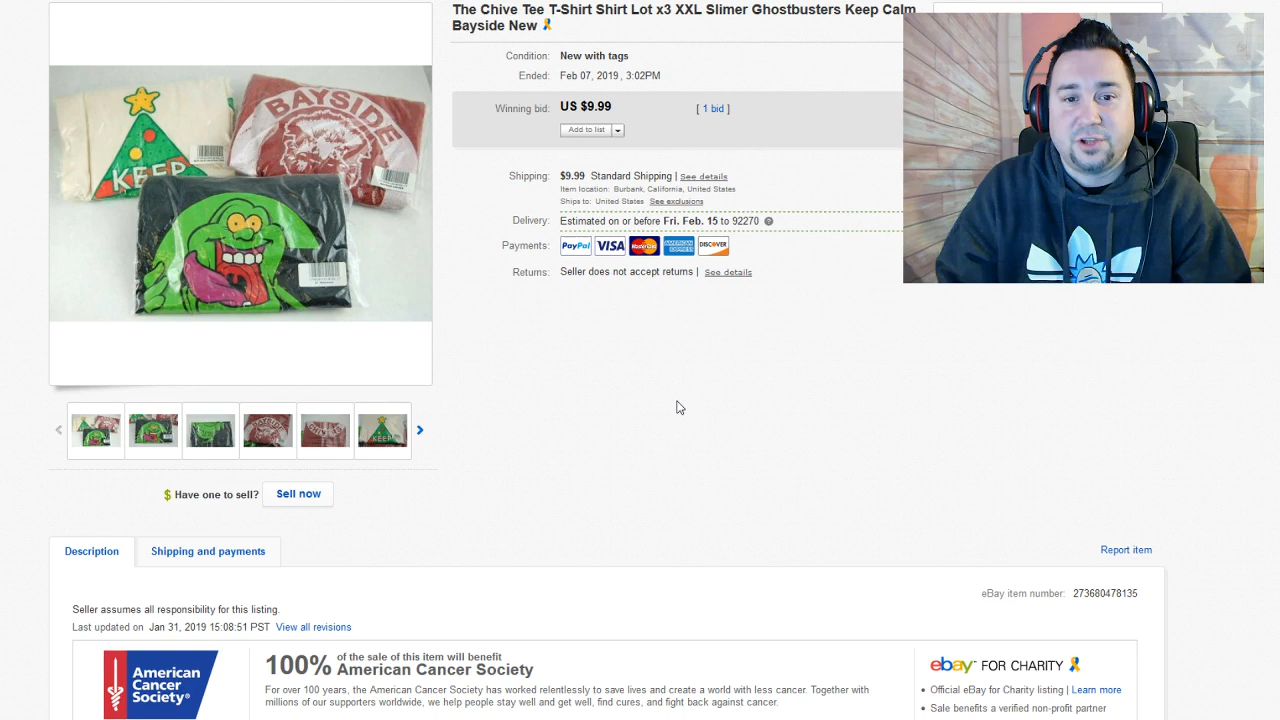 The Chive Tee T-Shirt Shirt Lot x3 XXL Slimer Ghostbusters Keep Calm
Bayside New
Condition: New with tags
Ended: Feb 07, 2019 , 3:02PM
Winning bid: US $9.99 [ 1 bid ]
Add to list
Shipping: $9.99 Standard Shipping | See details
Item location: Burbank, California, United States
Ships to: United States See exclusions
Delivery: Estimated on or before Fri. Feb. 15 to 92270
Payments: PayPal VISA MasterCard AMERICAN EXPRESS DISCOVER
Returns: Seller does not accept returns | See details
BAYSIDE
KEEP
$ Have one to sell? Sell now
Description
Shipping and payments
Report item
eBay item number: 273680478135
Seller assumes all responsibility for this listing.
Last updated on Jan 31, 2019 15:08:51 PST View all revisions
American
Cancer
Society®
100% of the sale of this item will benefit
American Cancer Society
For over 100 years, the American Cancer Society has worked relentlessly to save lives and create a world with less cancer. Together with
millions of our supporters worldwide, we help people stay well and get well, find cures, and fight back against cancer.
ebay™ FOR CHARITY
• Official eBay for Charity listing | Learn more
• Sale benefits a verified non-profit partner